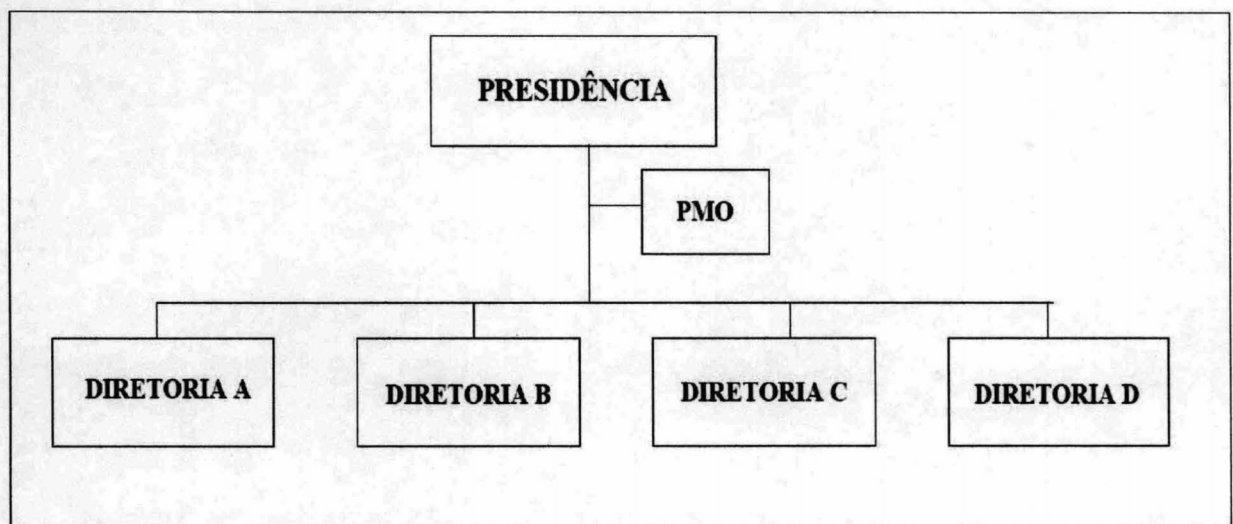 PRESIDÊNCIA
PMO
DIRETORIA A
DIRETORIA B
DIRETORIA C
DIRETORIA D